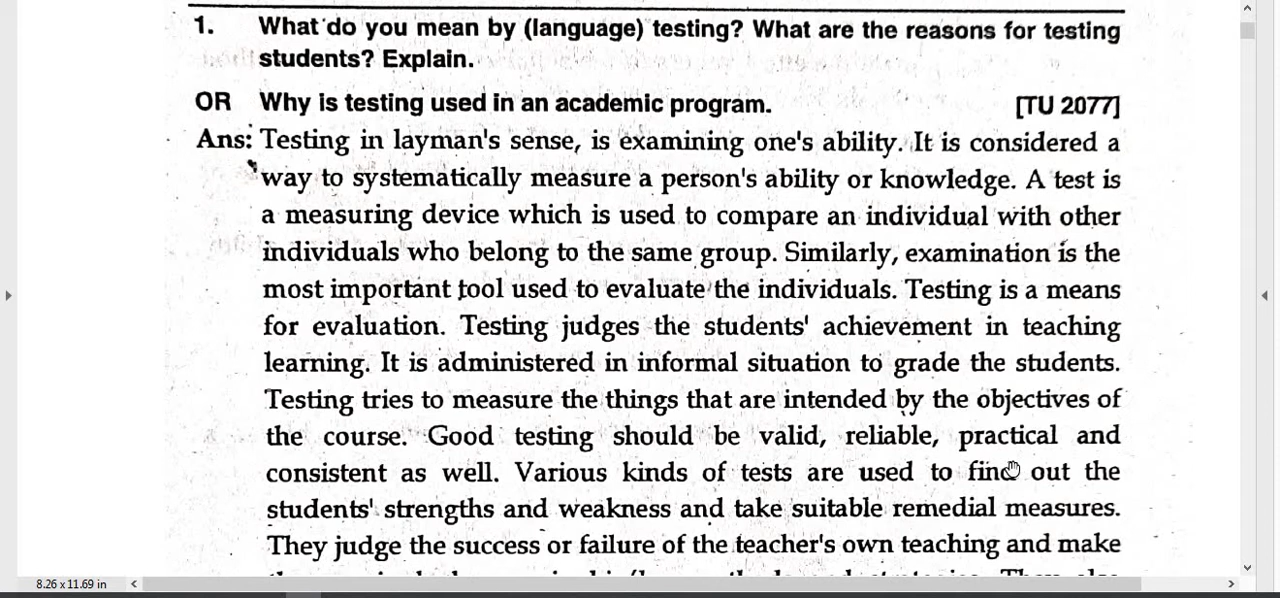 1. What do you mean by (language) testing? What are the reasons for testing
students? Explain.
OR Why is testing used in an academic program. [TU 2077]
Ans: Testing in layman's sense, is examining one's ability. It is considered a
way to systematically measure a person's ability or knowledge. A test is
a measuring device which is used to compare an individual with other
individuals who belong to the same group. Similarly, examination is the
most important tool used to evaluate the individuals. Testing is a means
for evaluation. Testing judges the students' achievement in teaching
learning. It is administered in informal situation to grade the students.
Testing tries to measure the things that are intended by the objectives of
the course. Good testing should be valid, reliable, practical and
consistent as well. Various kinds of tests are used to find out the
students' strengths and weakness and take suitable remedial measures.
They judge the success or failure of the teacher's own teaching and make
8.26 x 11.69 in